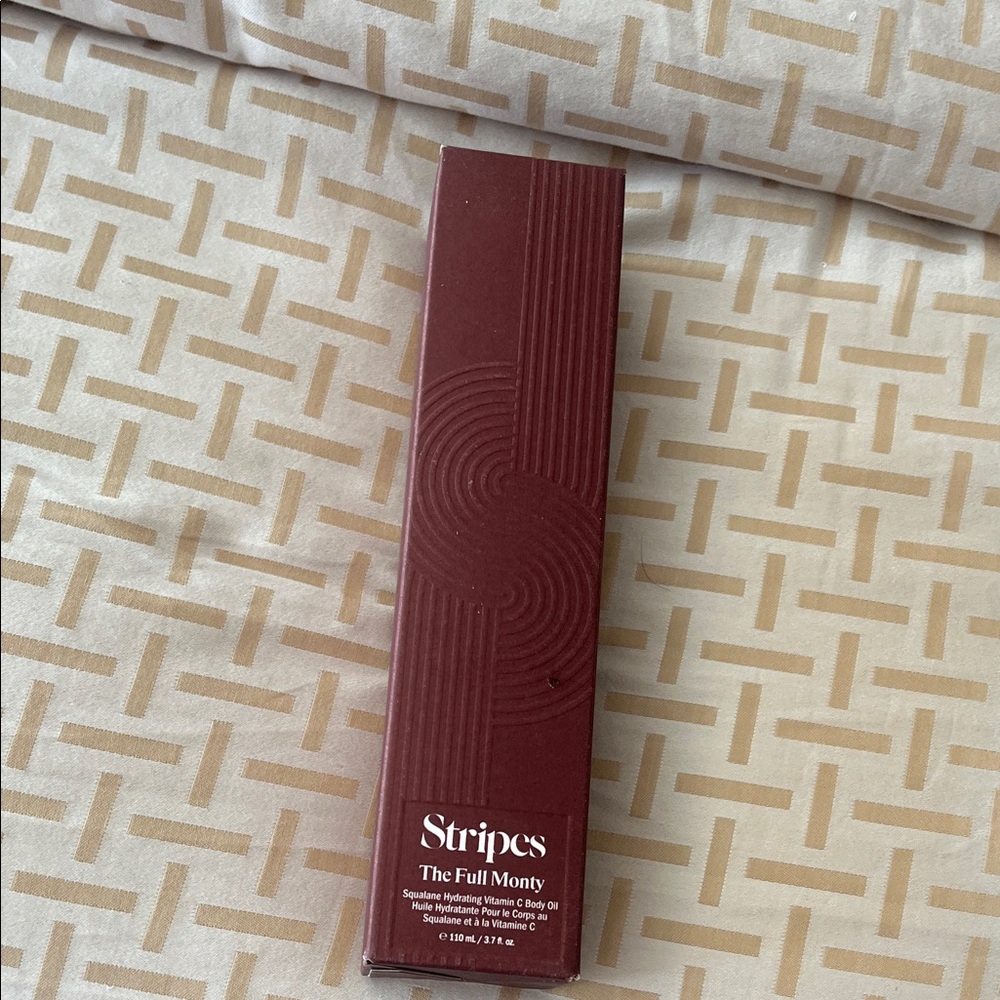 Stripes
The Full Monty
Squalane Hydrating Vitamin C Body Oil
Huile Hydratante Pour le Corps au
Squalane et à la Vitamine C
℮ 110 mL / 3.7 fl. oz.